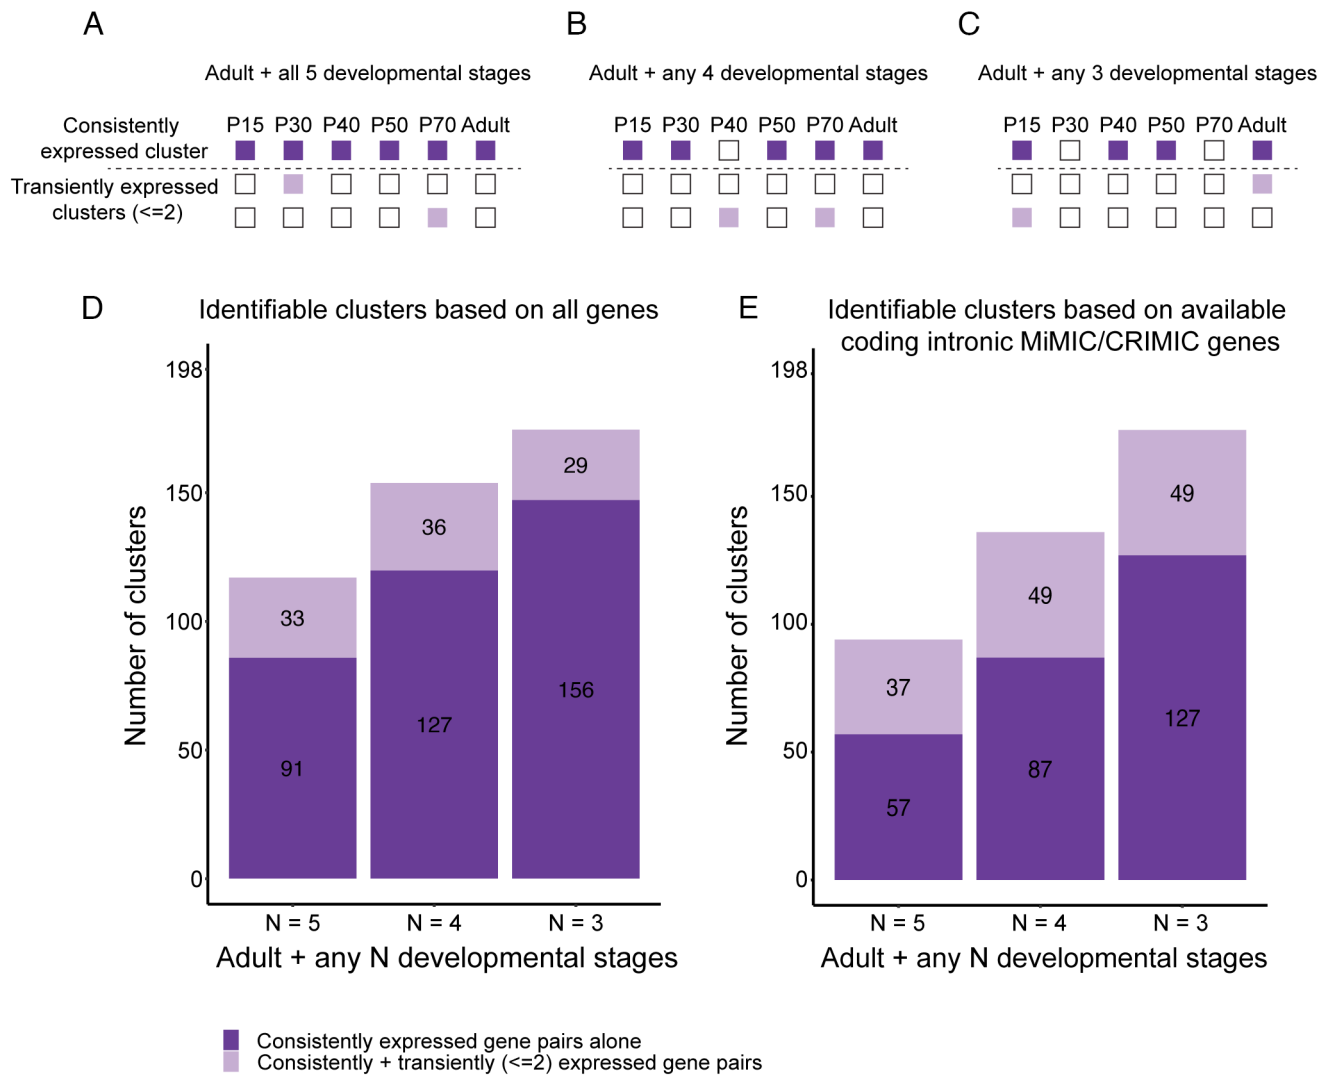 A
Adult + all 5 developmental stages
Consistently
expressed cluster
P15 P30 P40 P50 P70 Adult
Transiently expressed
clusters (<=2)
B
Adult + any 4 developmental stages
P15 P30 P40 P50 P70 Adult
C
Adult + any 3 developmental stages
P15 P30 P40 P50 P70 Adult
D
Identifiable clusters based on all genes
Number of clusters
198
150
100
50
0
33
91
36
127
29
156
N = 5
N = 4
N = 3
Adult + any N developmental stages
E
Identifiable clusters based on available
coding intronic MiMIC/CRIMIC genes
Number of clusters
198
150
100
50
0
37
57
49
87
49
127
N = 5
N = 4
N = 3
Adult + any N developmental stages
Consistently expressed gene pairs alone
Consistently + transiently (<=2) expressed gene pairs